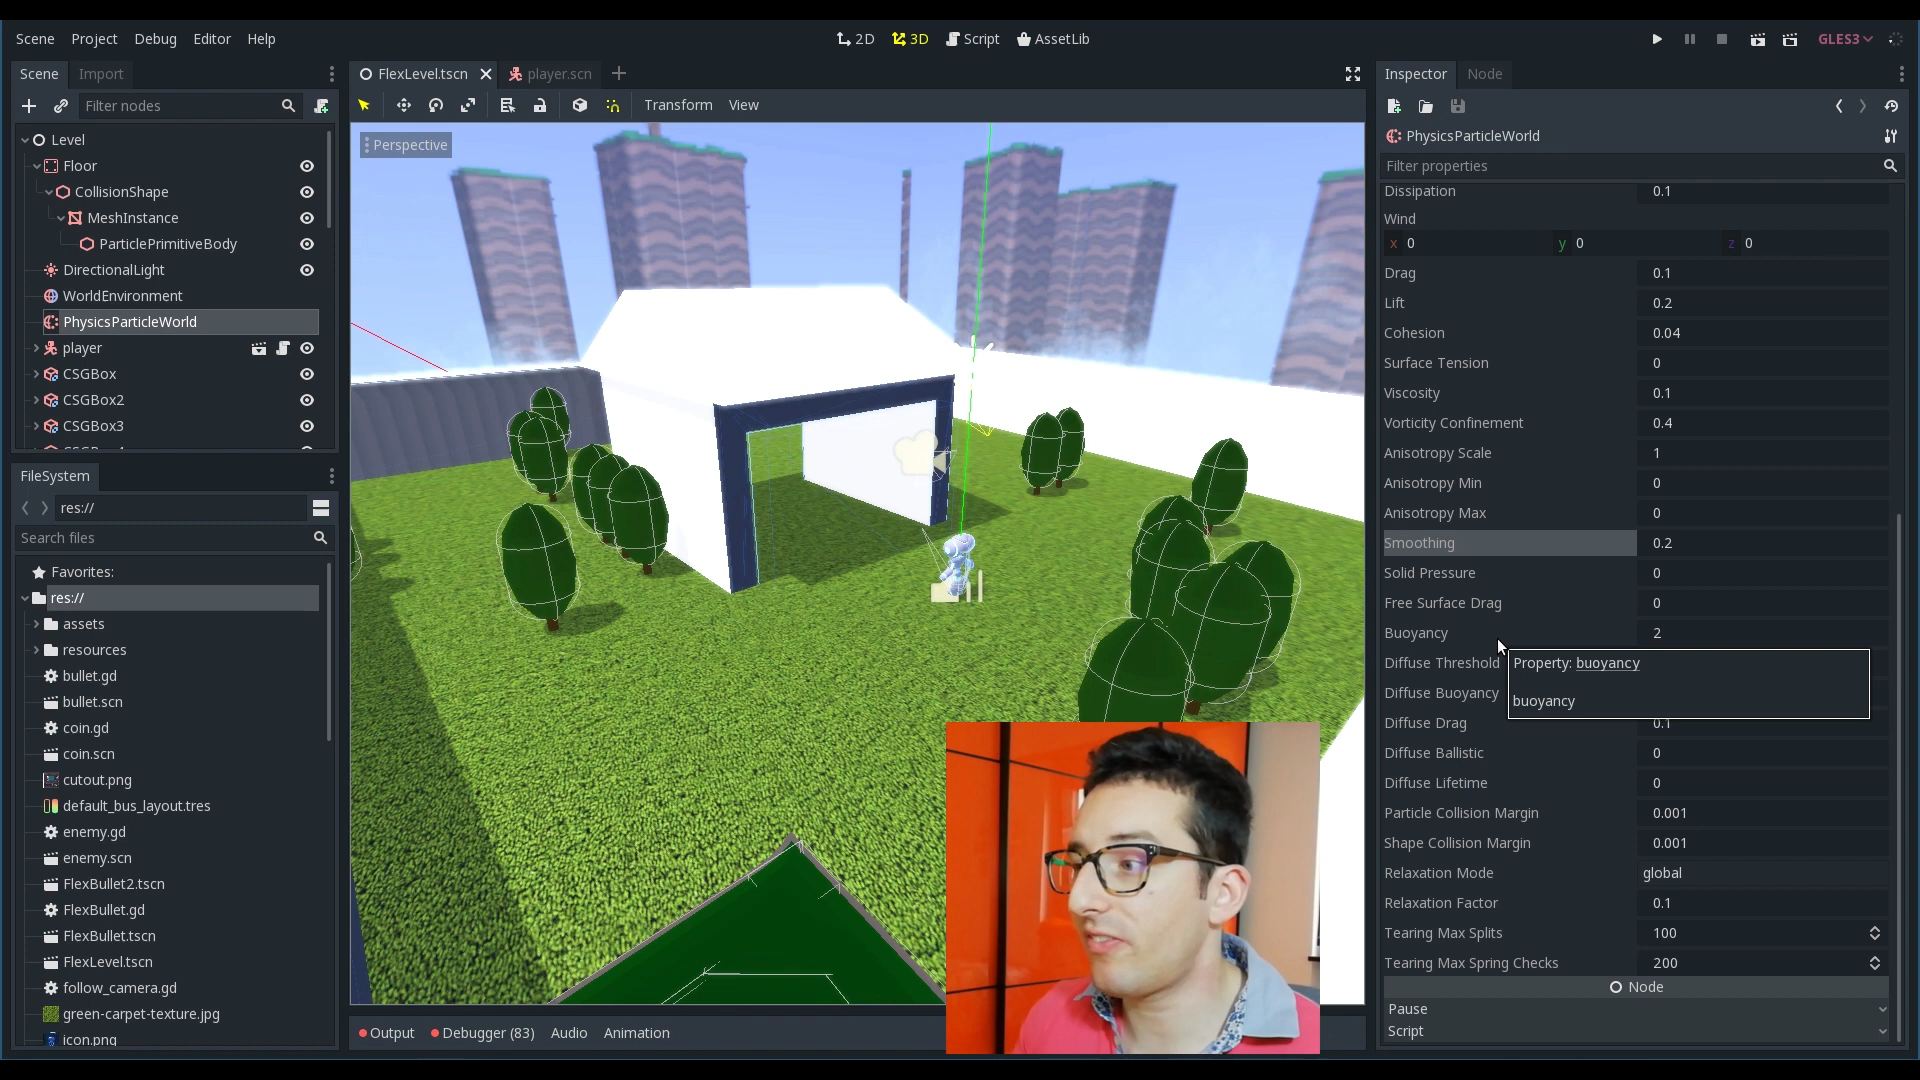 Scene Project Debug Editor Help
2D 3D Script AssetLib
GLES3
Scene Import
Filter nodes
Level
Floor
CollisionShape
MeshInstance
ParticlePrimitiveBody
DirectionalLight
WorldEnvironment
PhysicsParticleWorld
player
CSGBox
CSGBox2
CSGBox3
FileSystem
res://
Search files
Favorites:
res://
assets
resources
bullet.gd
bullet.scn
coin.gd
coin.scn
cutout.png
default_bus_layout.tres
enemy.gd
enemy.scn
FlexBullet2.tscn
FlexBullet.gd
FlexBullet.tscn
FlexLevel.tscn
follow_camera.gd
green-carpet-texture.jpg
icon.png
FlexLevel.tscn player.scn
Transform View
Perspective
Output Debugger (83) Audio Animation
Inspector Node
PhysicsParticleWorld
Filter properties
Dissipation 0.1
Wind
x 0 y 0 z 0
Drag 0.1
Lift 0.2
Cohesion 0.04
Surface Tension 0
Viscosity 0.1
Vorticity Confinement 0.4
Anisotropy Scale 1
Anisotropy Min 0
Anisotropy Max 0
Smoothing 0.2
Solid Pressure 0
Free Surface Drag 0
Buoyancy 2
Diffuse Threshold
Property: buoyancy
Diffuse Buoyancy
buoyancy
Diffuse Drag 0.1
Diffuse Ballistic 0
Diffuse Lifetime 0
Particle Collision Margin 0.001
Shape Collision Margin 0.001
Relaxation Mode global
Relaxation Factor 0.1
Tearing Max Splits 100
Tearing Max Spring Checks 200
Node
Pause
Script